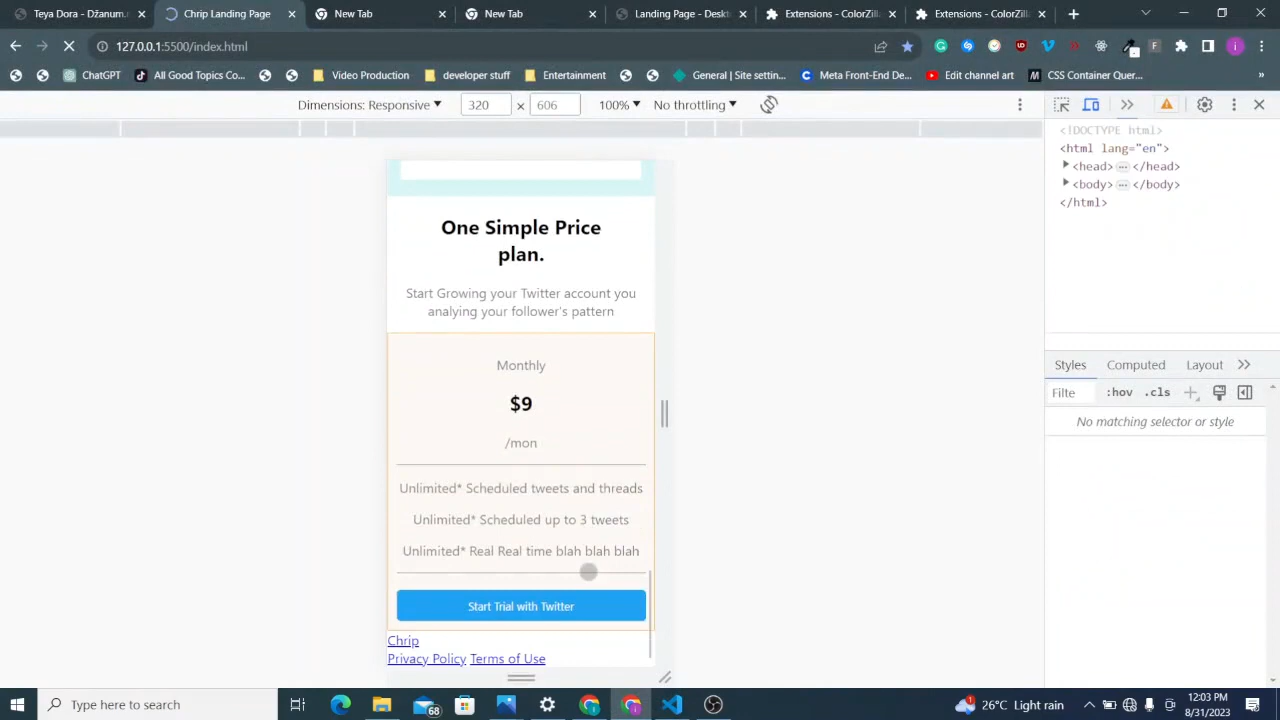 Teya Dora - Džanum.m
Chrip Landing Page
New Tab
New Tab
Landing Page - Deskt
Extensions - ColorZill
Extensions - ColorZill
127.0.0.1:5500/index.html
ChatGPT
All Good Topics Co...
Video Production
developer stuff
Entertainment
General | Site settin...
Meta Front-End De...
Edit channel art
CSS Container Quer...
»
Dimensions: Responsive
320
×
606
100%
No throttling
<!DOCTYPE html>
<html lang="en">
<head> ... </head>
<body> ... </body>
</html>
One Simple Price
plan.
Start Growing your Twitter account you
analying your follower's pattern
Monthly
$9
/mon
Unlimited* Scheduled tweets and threads
Unlimited* Scheduled up to 3 tweets
Unlimited* Real Real time blah blah blah
Start Trial with Twitter
Chrip
Privacy Policy Terms of Use
Styles
Computed
Layout
Filte
:hov
.cls
No matching selector or style
Type here to search
68
1
26°C Light rain
12:03 PM
8/31/2023